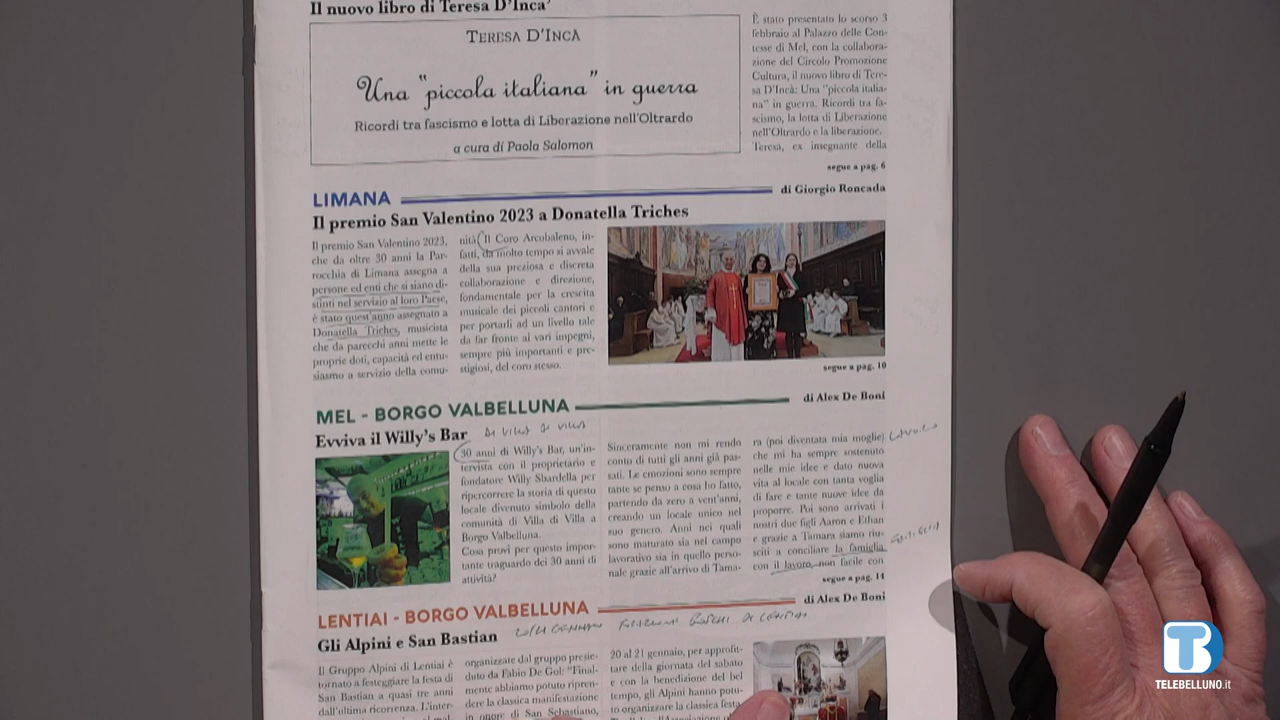 Il nuovo libro di Teresa D'Inca'
TERESA D'INCÀ
Una "piccola italiana" in guerra
Ricordi tra fascismo e lotta di Liberazione nell'Oltrardo
a cura di Paola Salomon
È stato presentato lo scorso 3
febbraio al Palazzo delle Con-
tesse di Mel, con la collabora-
zione del Circolo Promozione
Cultura, il nuovo libro di Tere-
sa D'Incà: Una "piccola italia-
na" in guerra. Ricordi tra fa-
scismo, la lotta di Liberazione
nell'Oltrardo e la liberazione.
Teresa, ex insegnante della
segue a pag. 6
LIMANA
di Giorgio Roncada
Il premio San Valentino 2023 a Donatella Triches
Il premio San Valentino 2023,
che da oltre 30 anni la Par-
rocchia di Limana assegna a
persone ed enti che si siano di-
stinti nel servizio al loro Paese,
è stato quest'anno assegnato a
Donatella Triches, musicista
che da parecchi anni mette le
proprie doti, capacità ed entu-
siasmo a servizio della comu-
nità. Il Coro Arcobaleno, in-
fatti, da molto tempo si avvale
della sua preziosa e discreta
collaborazione e direzione,
fondamentale per la crescita
musicale dei piccoli cantori e
per portarli ad un livello tale
da far fronte ai vari impegni,
sempre più importanti e pre-
stigiosi, del coro stesso.
segue a pag. 10
MEL - BORGO VALBELLUNA
di Alex De Boni
Evviva il Willy's Bar
DI VILLA DI VILLA
30 anni di Willy's Bar, un'in-
tervista con il proprietario e
fondatore Willy Sbardella per
ripercorrere la storia di questo
locale divenuto simbolo della
comunità di Villa di Villa a
Borgo Valbelluna.
Cosa provi per questo impor-
tante traguardo dei 30 anni di
attività?
Sinceramente non mi rendo
conto di tutti gli anni già pas-
sati. Le emozioni sono sempre
tante se penso a cosa ho fatto,
partendo da zero a vent'anni,
creando un locale unico nel
suo genere. Anni nei quali
sono maturato sia nel campo
lavorativo sia in quello perso-
nale grazie all'arrivo di Tama-
ra (poi diventata mia moglie)
che mi ha sempre sostenuto
nelle mie idee e dato nuova
vita al locale con tanta voglia
di fare e tante nuove idee da
proporre. Poi sono arrivati i
nostri due figli Aaron e Ethan
e grazie a Tamara siamo riu-
sciti a conciliare la famiglia
con il lavoro, non facile con
segue a pag. 14
LENTIAI - BORGO VALBELLUNA
di Alex De Boni
Gli Alpini e San Bastian
Il Gruppo Alpini di Lentiai è
tornato a festeggiare la festa di
San Bastian a quasi tre anni
dall'ultima ricorrenza. L'inter-
organizzate dal gruppo presie-
duto da Fabio De Gol: "Final-
mente abbiamo potuto ripren-
dere la classica manifestazione
in onore di San Sebastiano,
20 al 21 gennaio, per approfit-
tare della giornata del sabato
e con la benedizione del bel
tempo, gli Alpini hanno potu-
to organizzare la classica festa
TELEBELLUNO.it